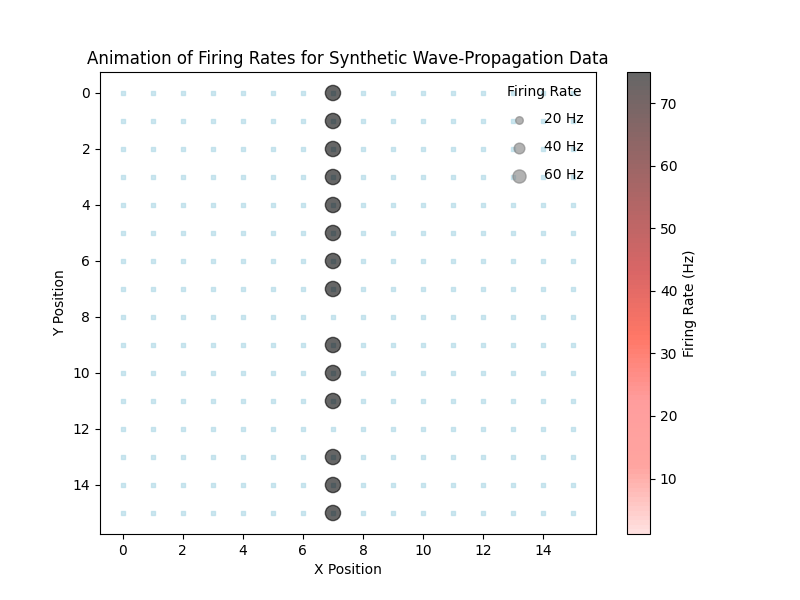 Animation of Firing Rates for Synthetic Wave-Propagation Data
Firing Rate
20 Hz
40 Hz
60 Hz
0
2
4
6
8
10
12
14
Y Position
0 2 4 6 8 10 12 14
X Position
70
60
50
40
30
20
10
Firing Rate (Hz)